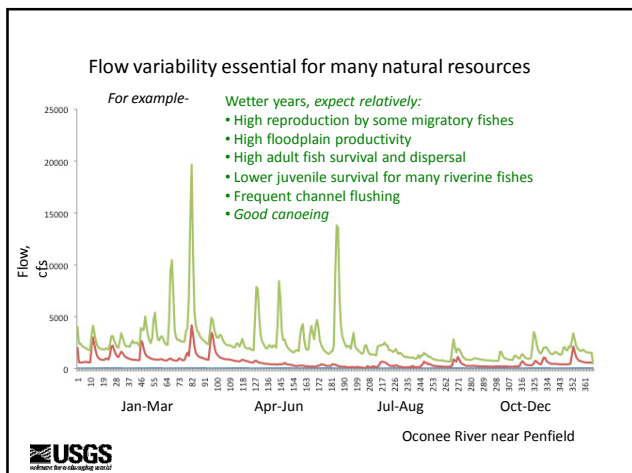 Flow variability essential for many natural resources
For example-
Wetter years, expect relatively:
• High reproduction by some migratory fishes
• High floodplain productivity
• High adult fish survival and dispersal
• Lower juvenile survival for many riverine fishes
• Frequent channel flushing
• Good canoeing
25000
20000
15000
10000
5000
0
Flow,
cfs
1 10 19 28 37 46 55 64 73 82 91 100 109 118 127 136 145 154 163 172 181 190 199 208 217 226 235 244 253 262 271 280 289 298 307 316 325 334 343 352 361
Jan-Mar Apr-Jun Jul-Aug Oct-Dec
Oconee River near Penfield
USGS
science for a changing world